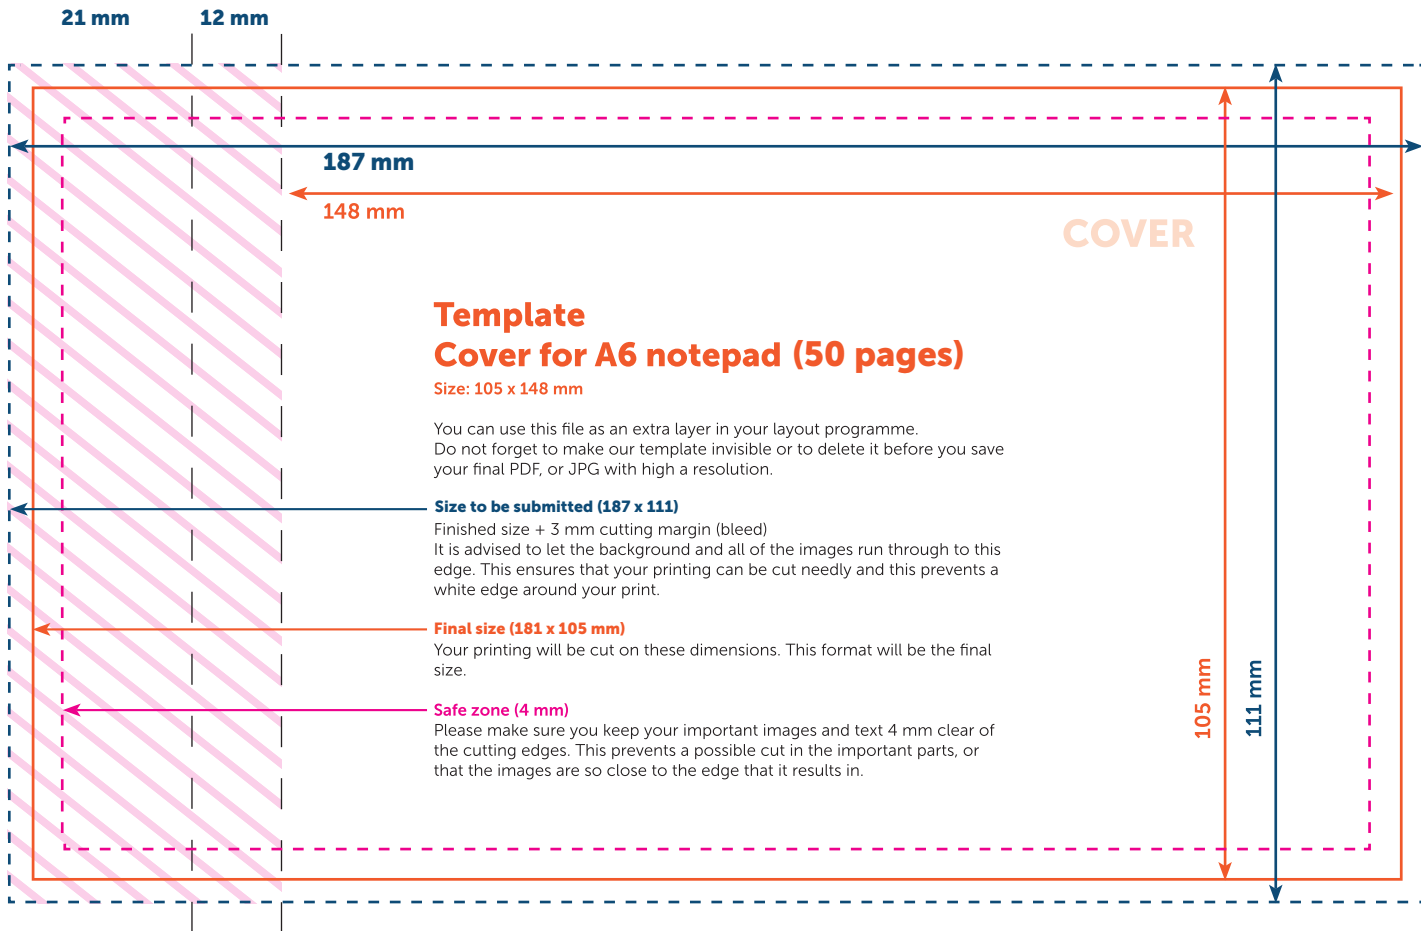 21 mm
12 mm
187 mm
148 mm
COVER
Template
Cover for A6 notepad (50 pages)
Size: 105 x 148 mm
You can use this file as an extra layer in your layout programme.
Do not forget to make our template invisible or to delete it before you save
your final PDF, or JPG with high a resolution.
Size to be submitted (187 x 111)
Finished size + 3 mm cutting margin (bleed)
It is advised to let the background and all of the images run through to this
edge. This ensures that your printing can be cut needly and this prevents a
white edge around your print.
Final size (181 x 105 mm)
Your printing will be cut on these dimensions. This format will be the final
size.
Safe zone (4 mm)
Please make sure you keep your important images and text 4 mm clear of
the cutting edges. This prevents a possible cut in the important parts, or
that the images are so close to the edge that it results in.
105 mm
111 mm